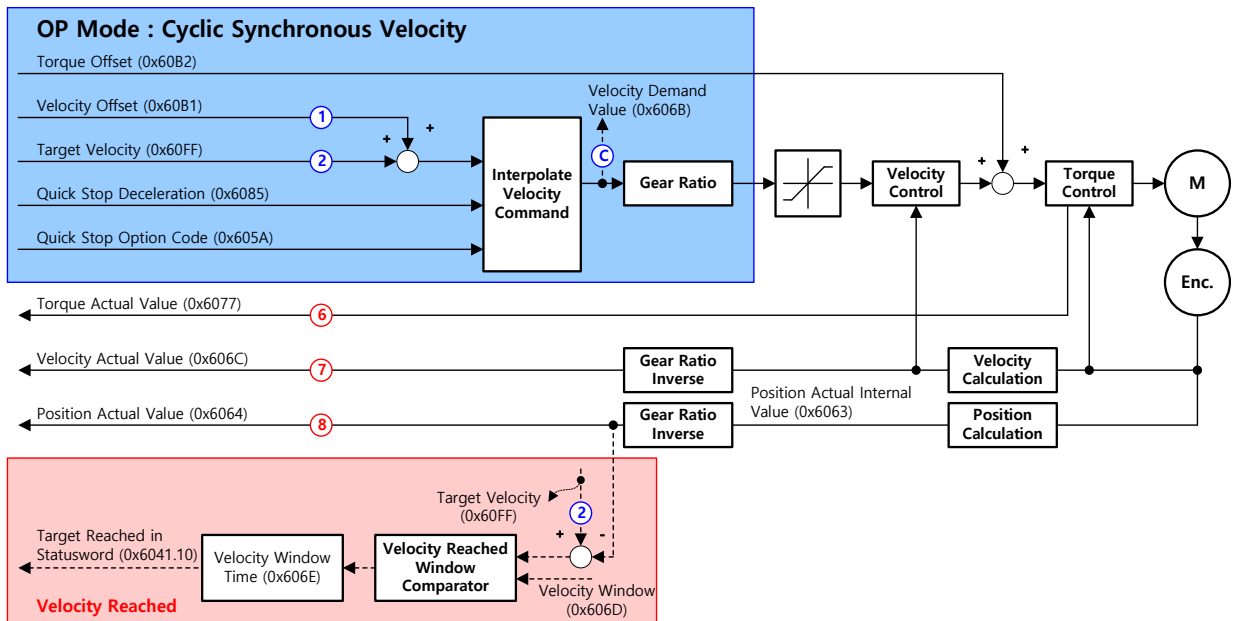 OP Mode : Cyclic Synchronous Velocity
Torque Offset (0x60B2)
Velocity Offset (0x60B1)
1
+
+
Target Velocity (0x60FF)
2
Quick Stop Deceleration (0x6085)
Quick Stop Option Code (0x605A)
Interpolate
Velocity
Command
Velocity Demand
Value (0x606B)
C
Gear Ratio
Velocity
Control
+
+
Torque
Control
M
Enc.
Torque Actual Value (0x6077)
6
Velocity Actual Value (0x606C)
7
Gear Ratio
Inverse
Velocity
Calculation
Position Actual Value (0x6064)
8
Gear Ratio
Inverse
Position Actual Internal
Value (0x6063)
Position
Calculation
Target Velocity
(0x60FF)
2
+
-
Target Reached in
Statusword (0x6041.10)
Velocity Window
Time (0x606E)
Velocity Reached
Window
Comparator
Velocity Window
(0x606D)
Velocity Reached